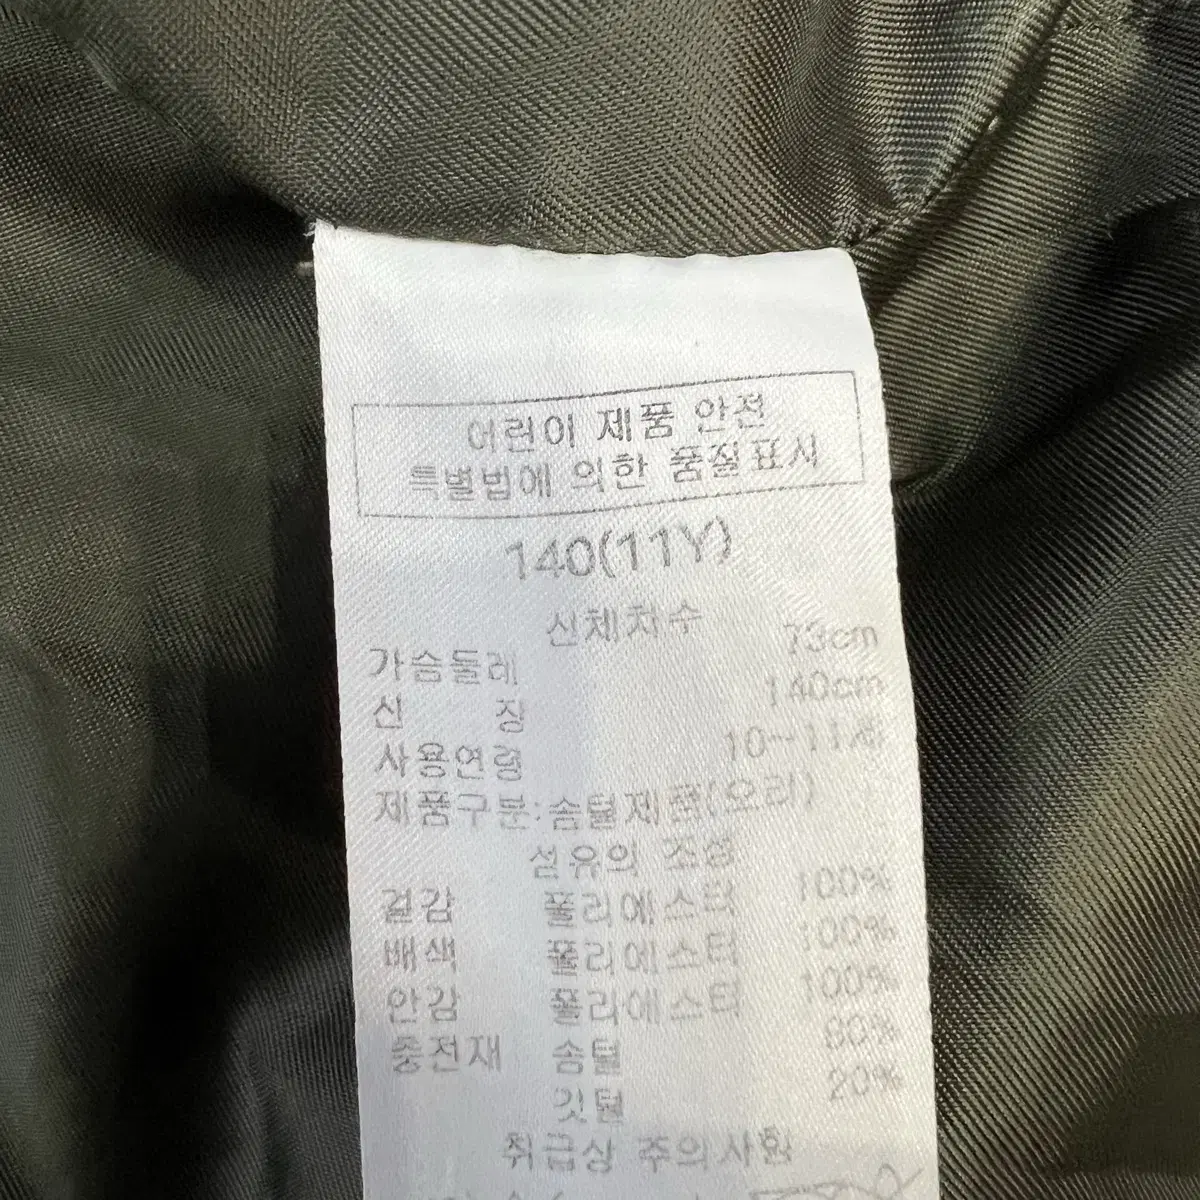 어린이 제품 안전
특별법에 의한 품질표시
140(11Y)
신체치수
가슴둘레 73cm
신 장 140cm
사용연령 10~11세
제품구분:솜털제품(오리)
섬유의 조성
겉감 폴리에스터 100%
배색 폴리에스터 100%
안감 폴리에스터 100%
충전재 솜털 80%
깃털 20%
취급상 주의사항